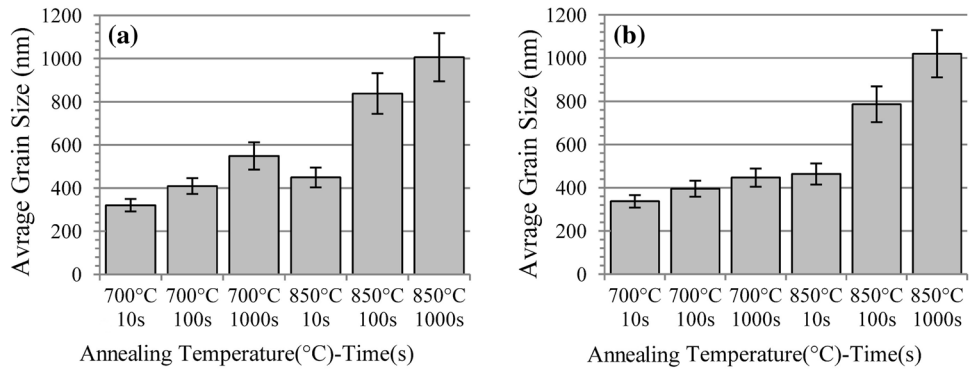 (a)
Avrage Grain Size (nm)
1200
1000
800
600
400
200
0
700°C 700°C 700°C 850°C 850°C 850°C
10s 100s 1000s 10s 100s 1000s
Annealing Temperature(°C)-Time(s)
(b)
Avrage Grain Size (nm)
1200
1000
800
600
400
200
0
700°C 700°C 700°C 850°C 850°C 850°C
10s 100s 1000s 10s 100s 1000s
Annealing Temperature(°C)-Time(s)